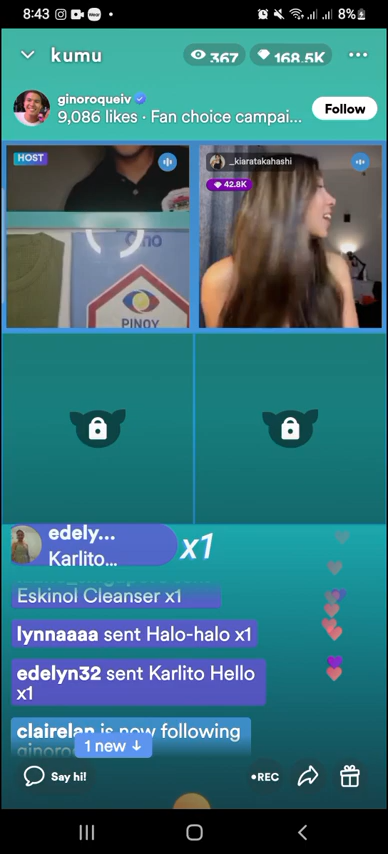 8:43
8%
kumu
367
168.5K
ginoroqueiv
9,086 likes · Fan choice campai...
Follow
HOST
_kiaratakahashi
42.8K
PINOY
edely... x1
Karlito...
Eskinol Cleanser x1
lynnaaaa sent Halo-halo x1
edelyn32 sent Karlito Hello
x1
clairelan is now following
1 new ↓
Say hi!
•REC